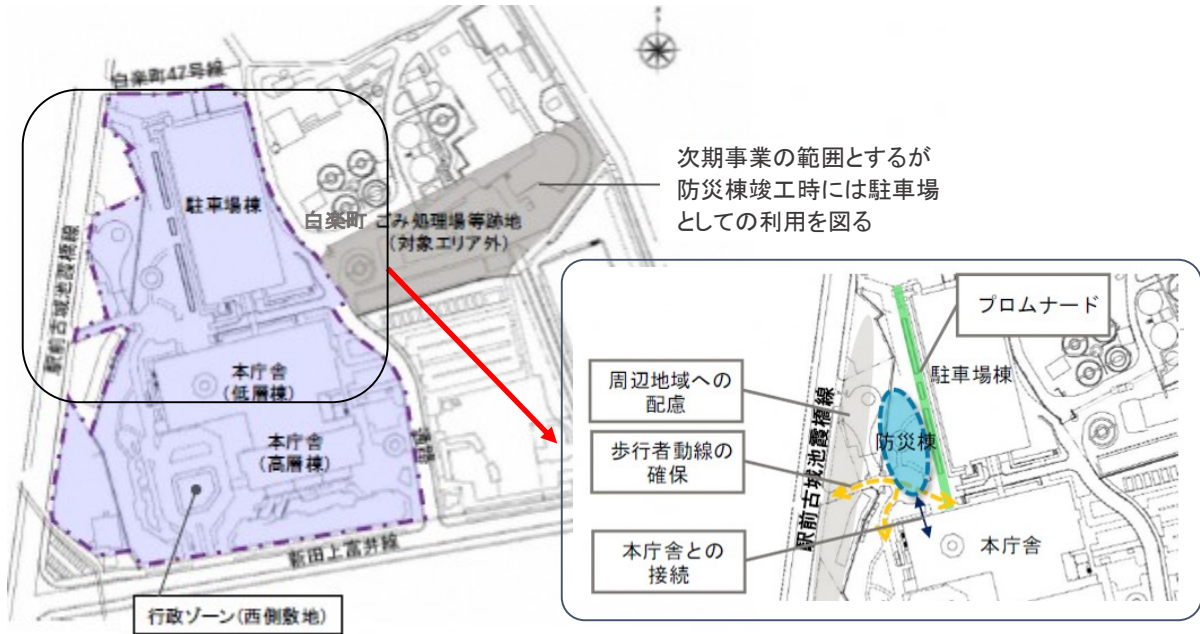 白楽町47号線
駐車場棟
白楽町 ごみ処理場等跡地
(対象エリア外)
駅前古城池霞橋線
本庁舎
(低層棟)
本庁舎
(高層棟)
新田上富井線
行政ゾーン(西側敷地)
次期事業の範囲とするが
防災棟竣工時には駐車場
としての利用を図る
プロムナード
周辺地域への
配慮
駐車場棟
防災棟
歩行者動線の
確保
駅前古城池霞橋線
本庁舎との
接続
本庁舎